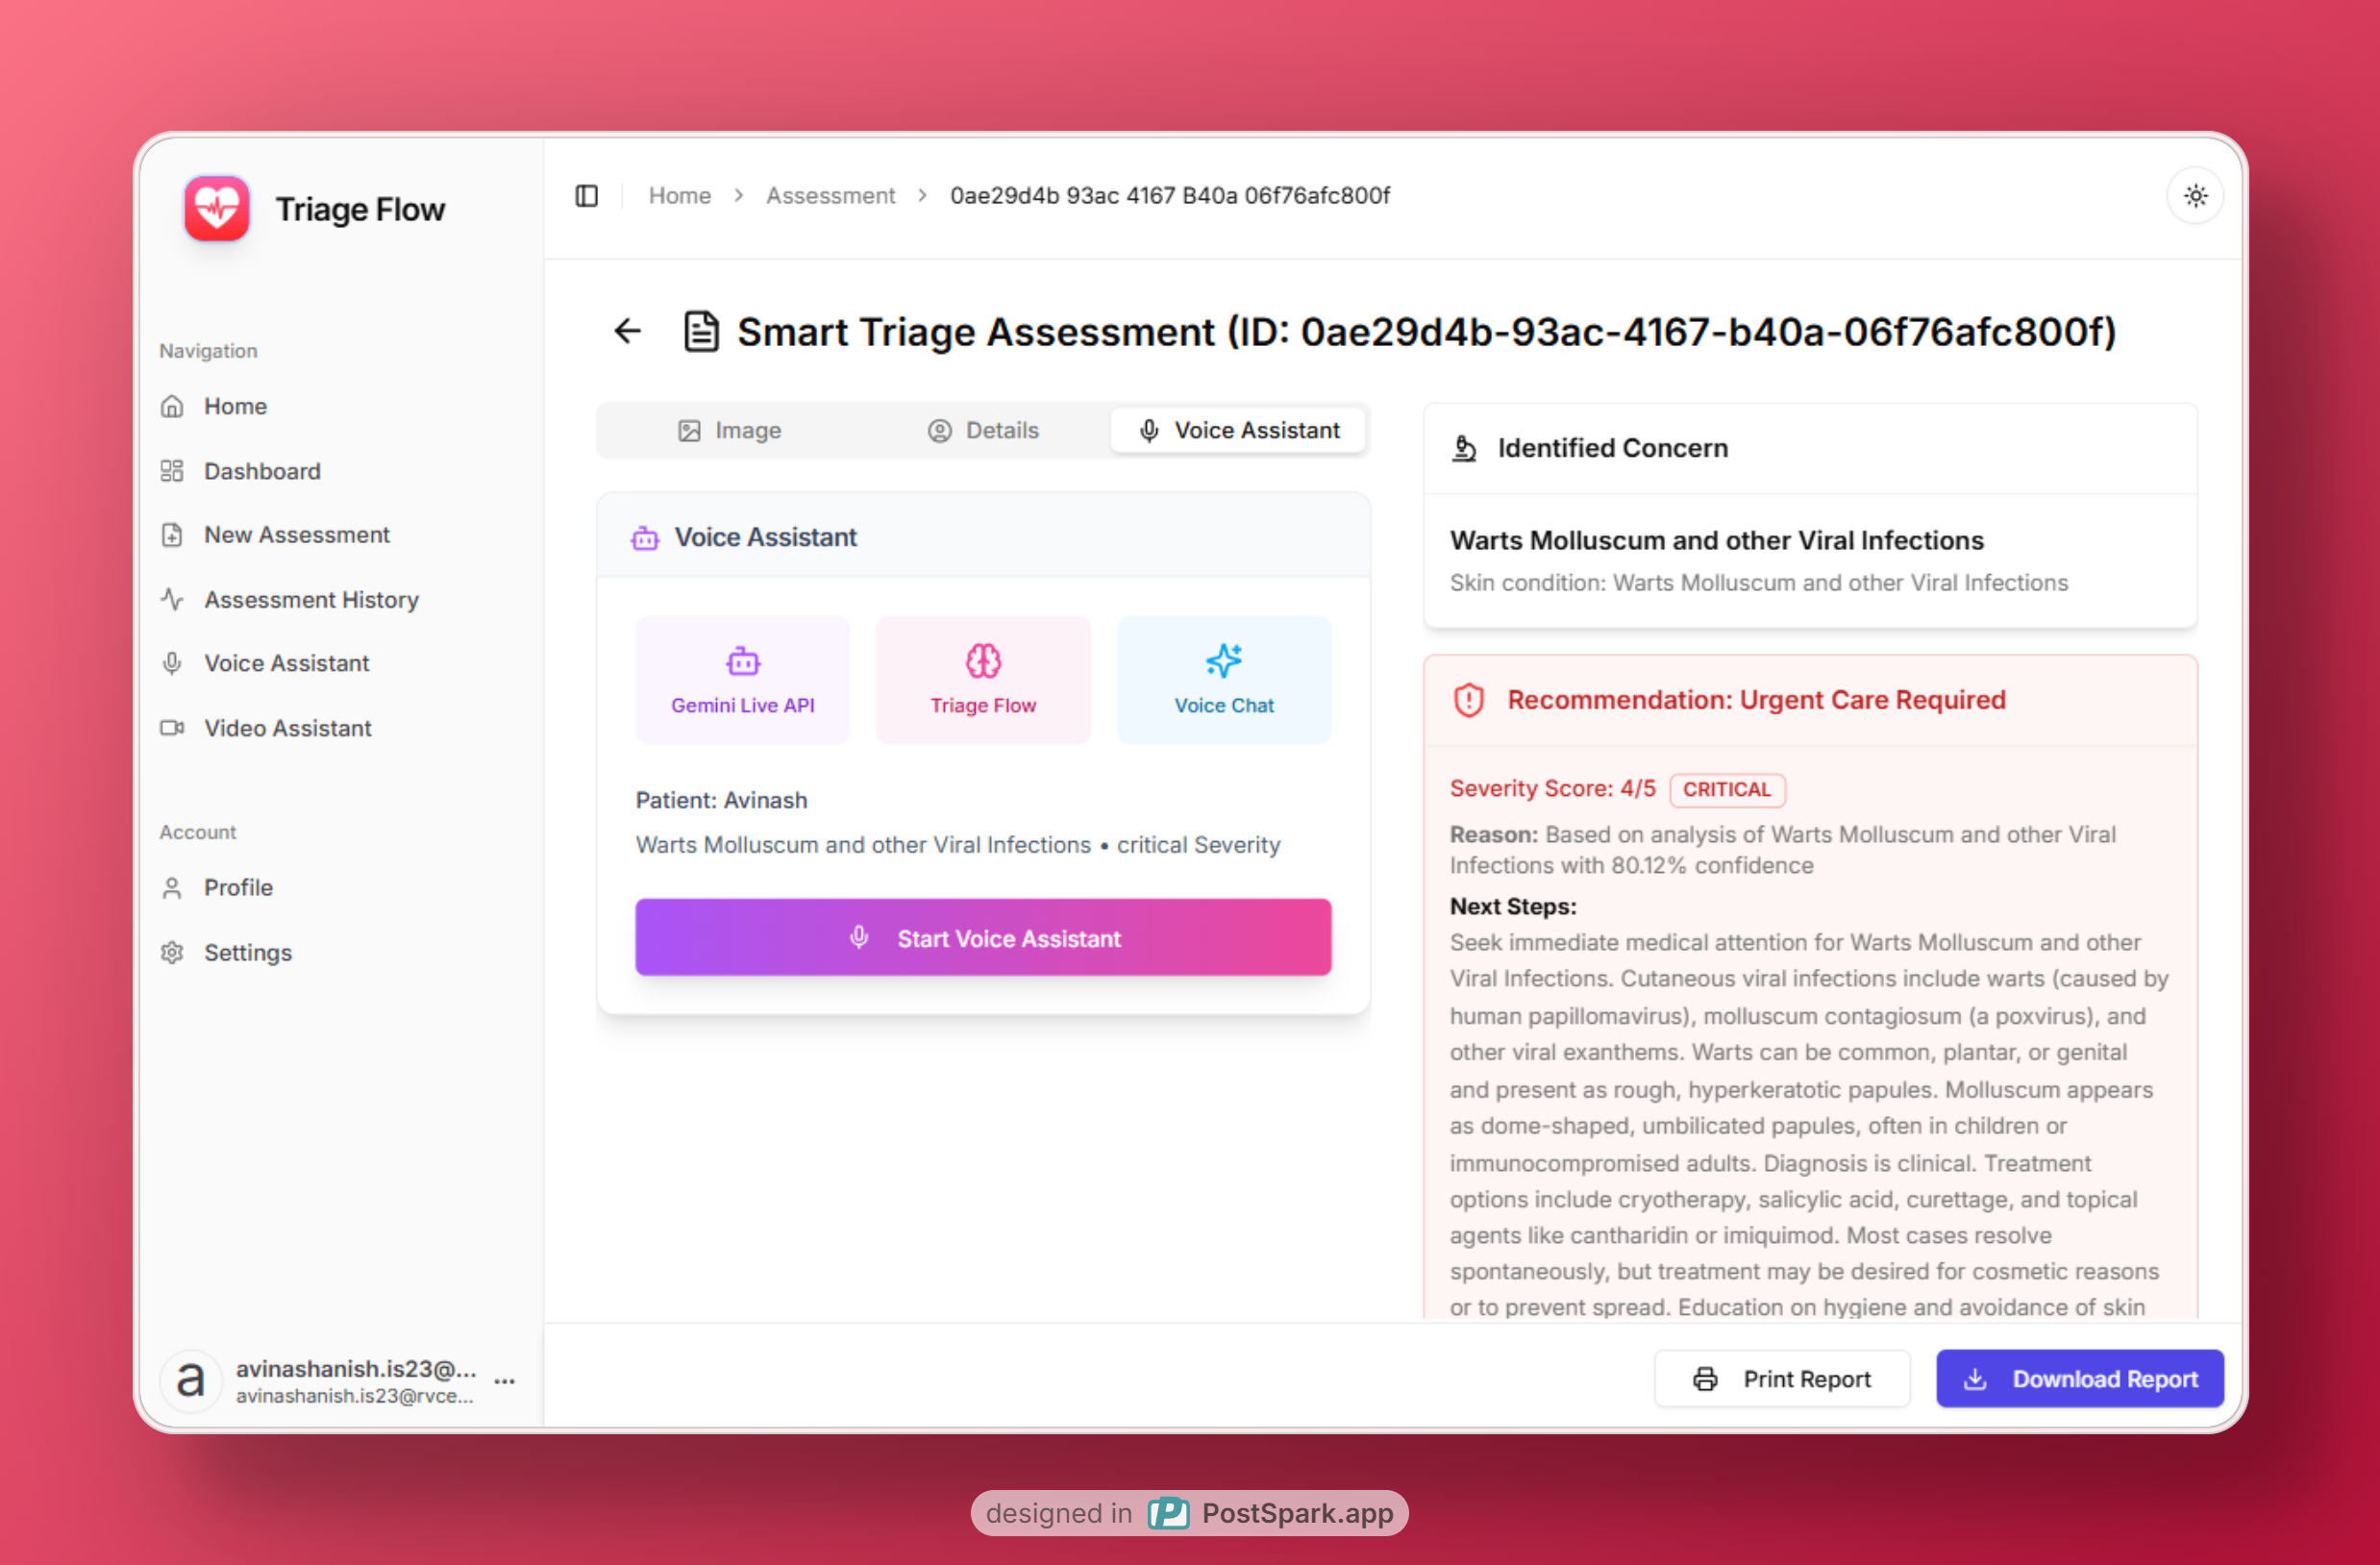 Triage Flow
Navigation
Home
Dashboard
New Assessment
Assessment History
Voice Assistant
Video Assistant
Account
Profile
Settings
a
avinashanish.is23@...
avinashanish.is23@rvce...
Home > Assessment > 0ae29d4b 93ac 4167 B40a 06f76afc800f
Smart Triage Assessment (ID: 0ae29d4b-93ac-4167-b40a-06f76afc800f)
Image
Details
Voice Assistant
Voice Assistant
Gemini Live API
Triage Flow
Voice Chat
Patient: Avinash
Warts Molluscum and other Viral Infections • critical Severity
Start Voice Assistant
Identified Concern
Warts Molluscum and other Viral Infections
Skin condition: Warts Molluscum and other Viral Infections
Recommendation: Urgent Care Required
Severity Score: 4/5 CRITICAL
Reason: Based on analysis of Warts Molluscum and other Viral
Infections with 80.12% confidence
Next Steps:
Seek immediate medical attention for Warts Molluscum and other
Viral Infections. Cutaneous viral infections include warts (caused by
human papillomavirus), molluscum contagiosum (a poxvirus), and
other viral exanthems. Warts can be common, plantar, or genital
and present as rough, hyperkeratotic papules. Molluscum appears
as dome-shaped, umbilicated papules, often in children or
immunocompromised adults. Diagnosis is clinical. Treatment
options include cryotherapy, salicylic acid, curettage, and topical
agents like cantharidin or imiquimod. Most cases resolve
spontaneously, but treatment may be desired for cosmetic reasons
or to prevent spread. Education on hygiene and avoidance of skin
Print Report
Download Report
designed in P PostSpark.app